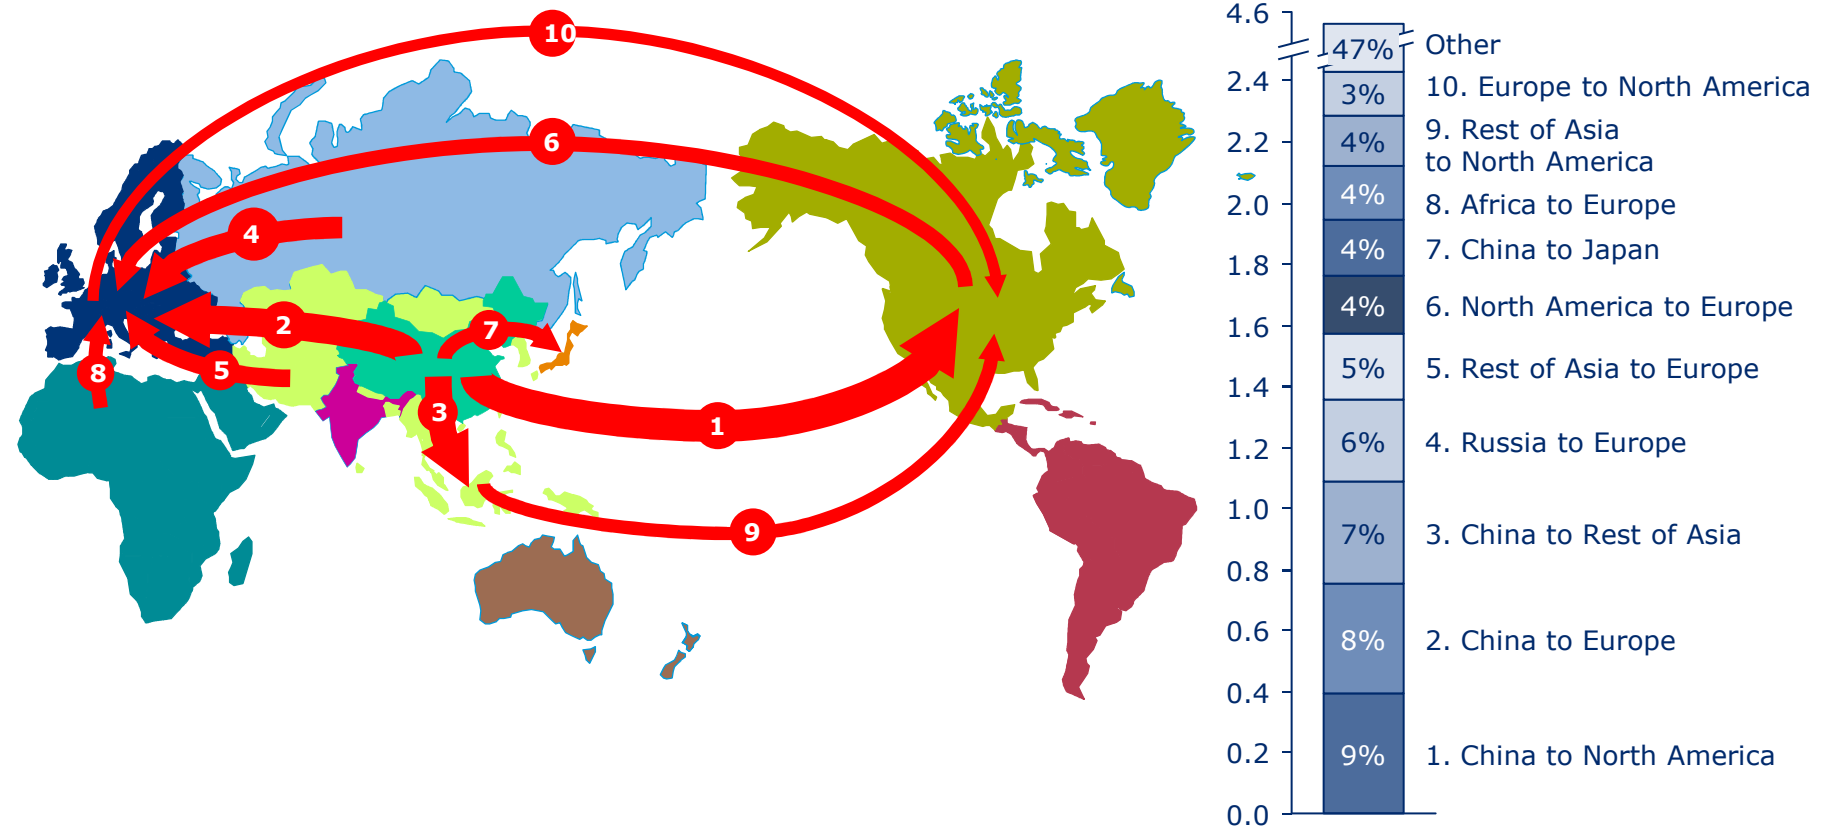 10
6
4
2
7
5
8
3
1
9
4.6
2.4
2.2
2.0
1.8
1.6
1.4
1.2
1.0
0.8
0.6
0.4
0.2
0.0
47%
Other
3%
10. Europe to North America
4%
9. Rest of Asia
to North America
4%
8. Africa to Europe
4%
7. China to Japan
4%
6. North America to Europe
5%
5. Rest of Asia to Europe
6%
4. Russia to Europe
7%
3. China to Rest of Asia
8%
2. China to Europe
9%
1. China to North America